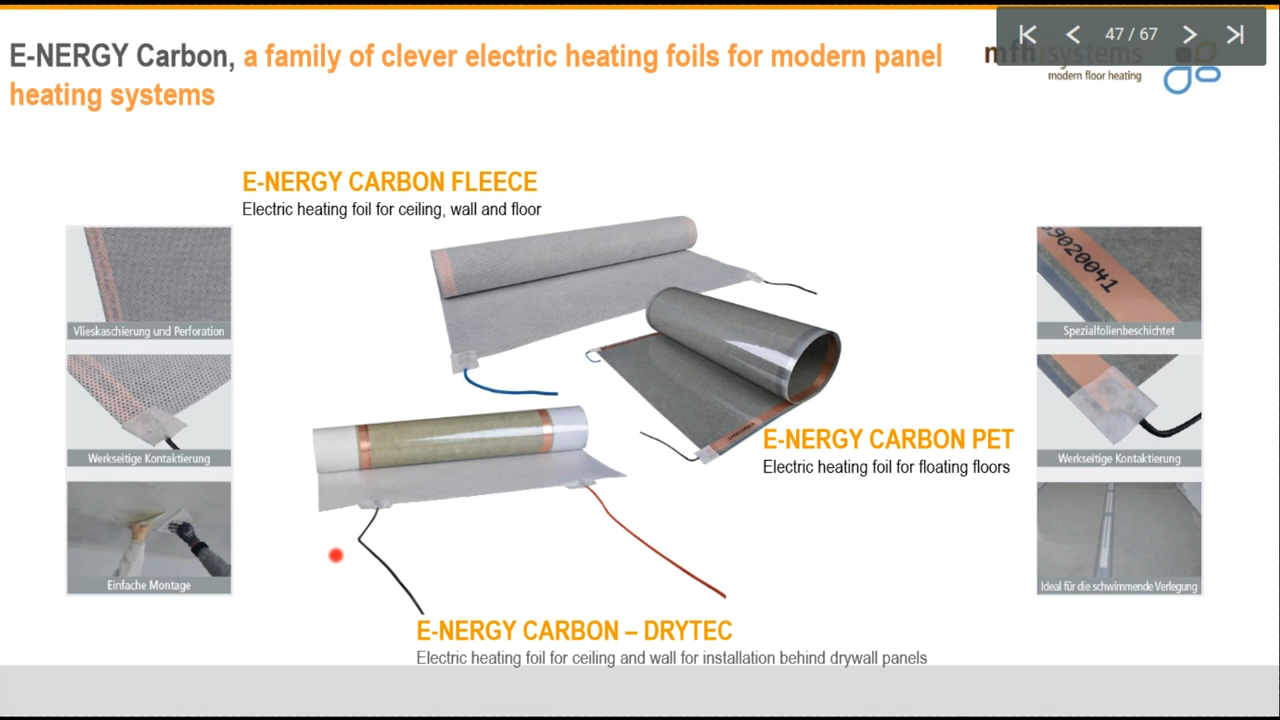 E-NERGY Carbon, a family of clever electric heating foils for modern panel
heating systems
47 / 67
mfh:systems
modern floor heating
E-NERGY CARBON FLEECE
Electric heating foil for ceiling, wall and floor
Vlieskaschierung und Perforation
Werkseitige Kontaktierung
Einfache Montage
69020041
Spezialfolienbeschichtet
Werkseitige Kontaktierung
Ideal für die schwimmende Verlegung
E-NERGY CARBON PET
Electric heating foil for floating floors
E-NERGY CARBON – DRYTEC
Electric heating foil for ceiling and wall for installation behind drywall panels